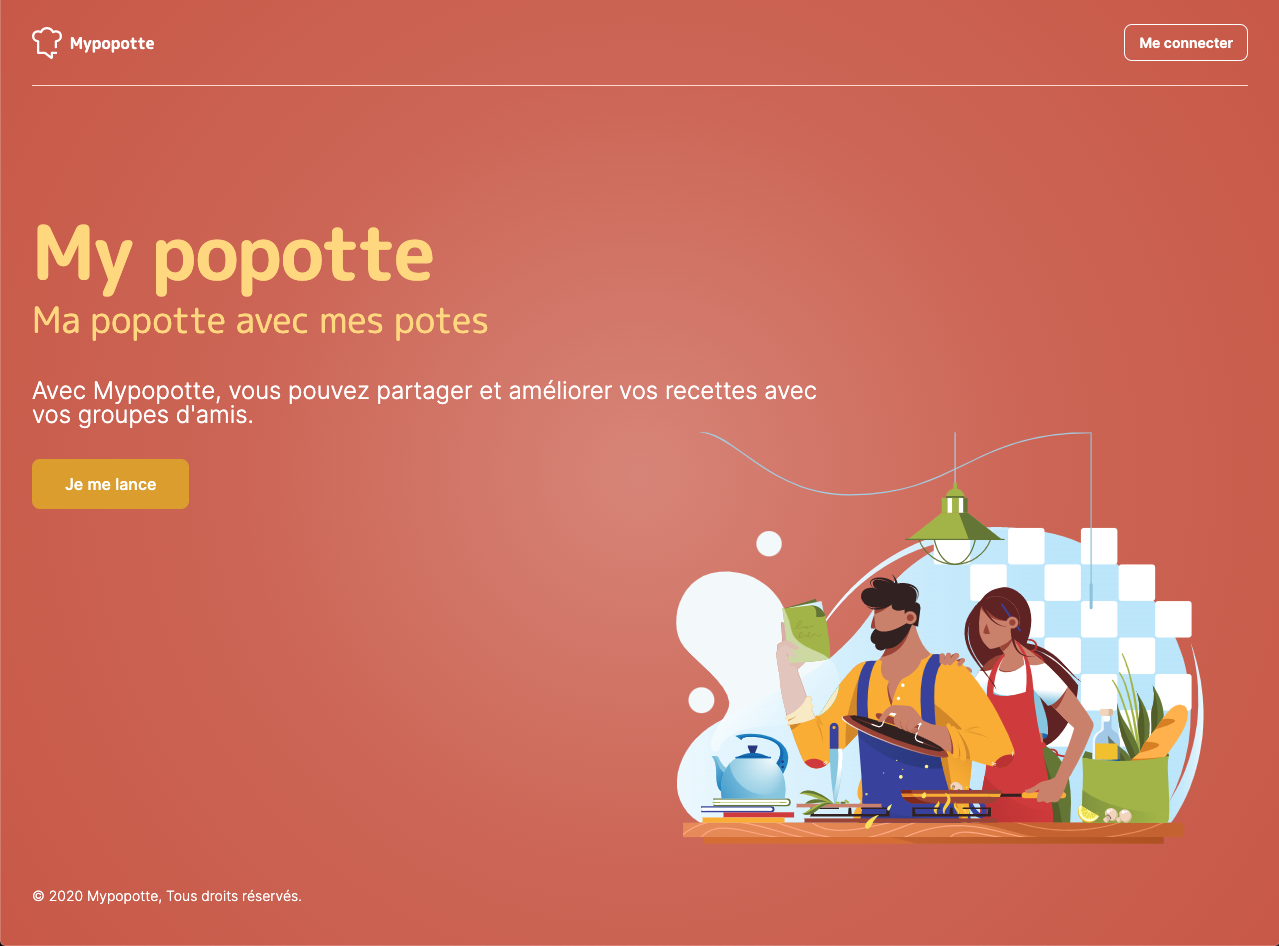 Mypopotte
Me connecter
My popotte
Ma popotte avec mes potes
Avec Mypopotte, vous pouvez partager et améliorer vos recettes avec
vos groupes d'amis.
Je me lance
© 2020 Mypopotte, Tous droits réservés.